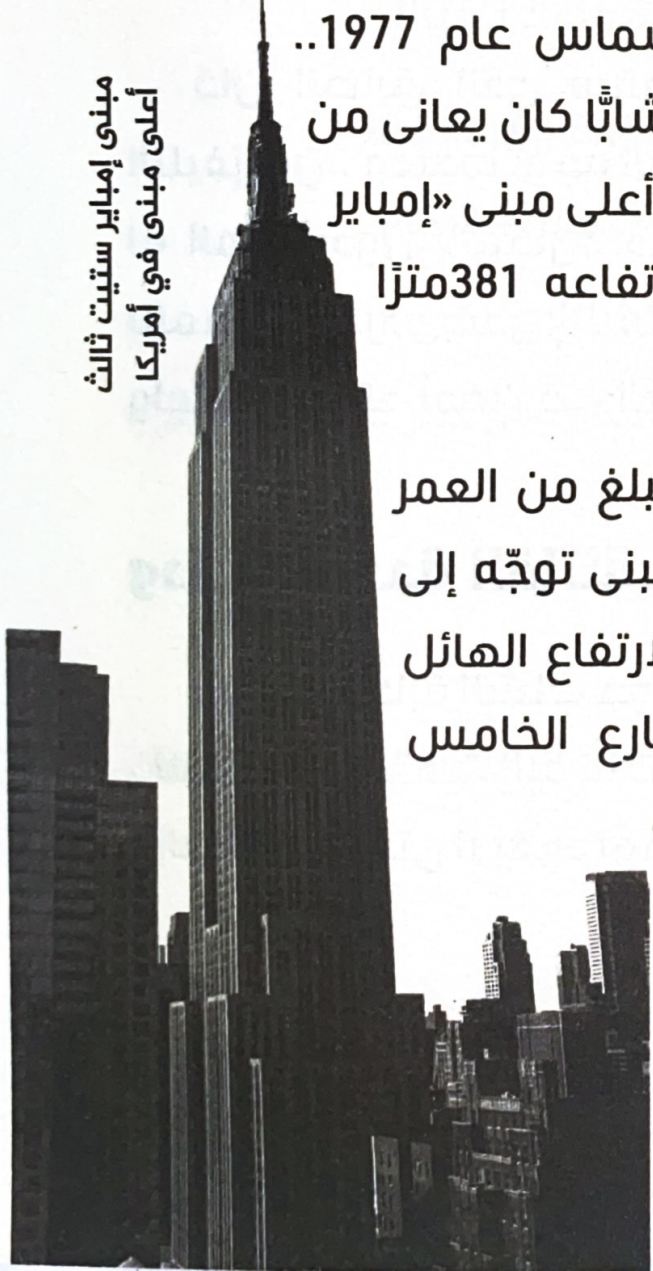 سماس عام 1977..
شابًّا كان يعانى من
أعلى مبنى «إمباير
تفاعه 381مترًا
بلغ من العمر
بنى توجّه إلى
لارتفاع الهائل
ارع الخامس
مبنى إمباير ستيت ثالث
أعلى مبنى في أمريكا